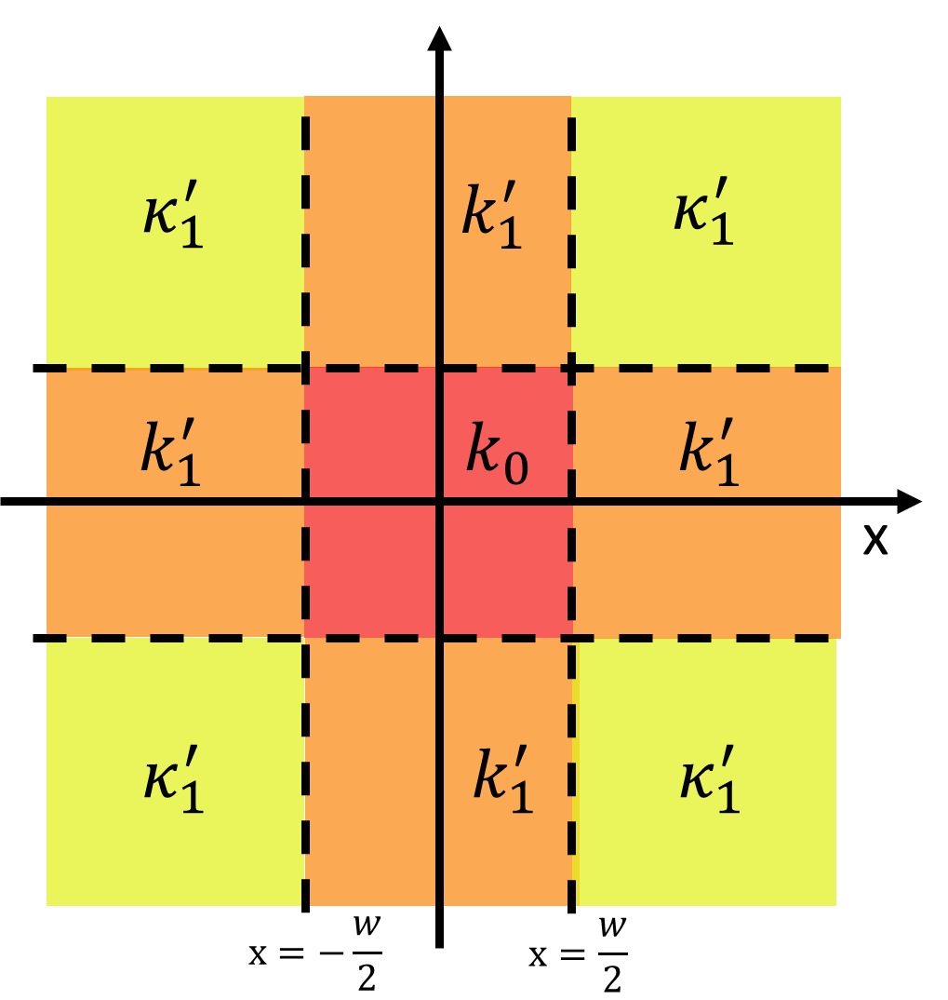 κ′₁ k′₁ κ′₁
k′₁ k₀ k′₁
x
κ′₁ k′₁ κ′₁
x = −w/2 x = w/2